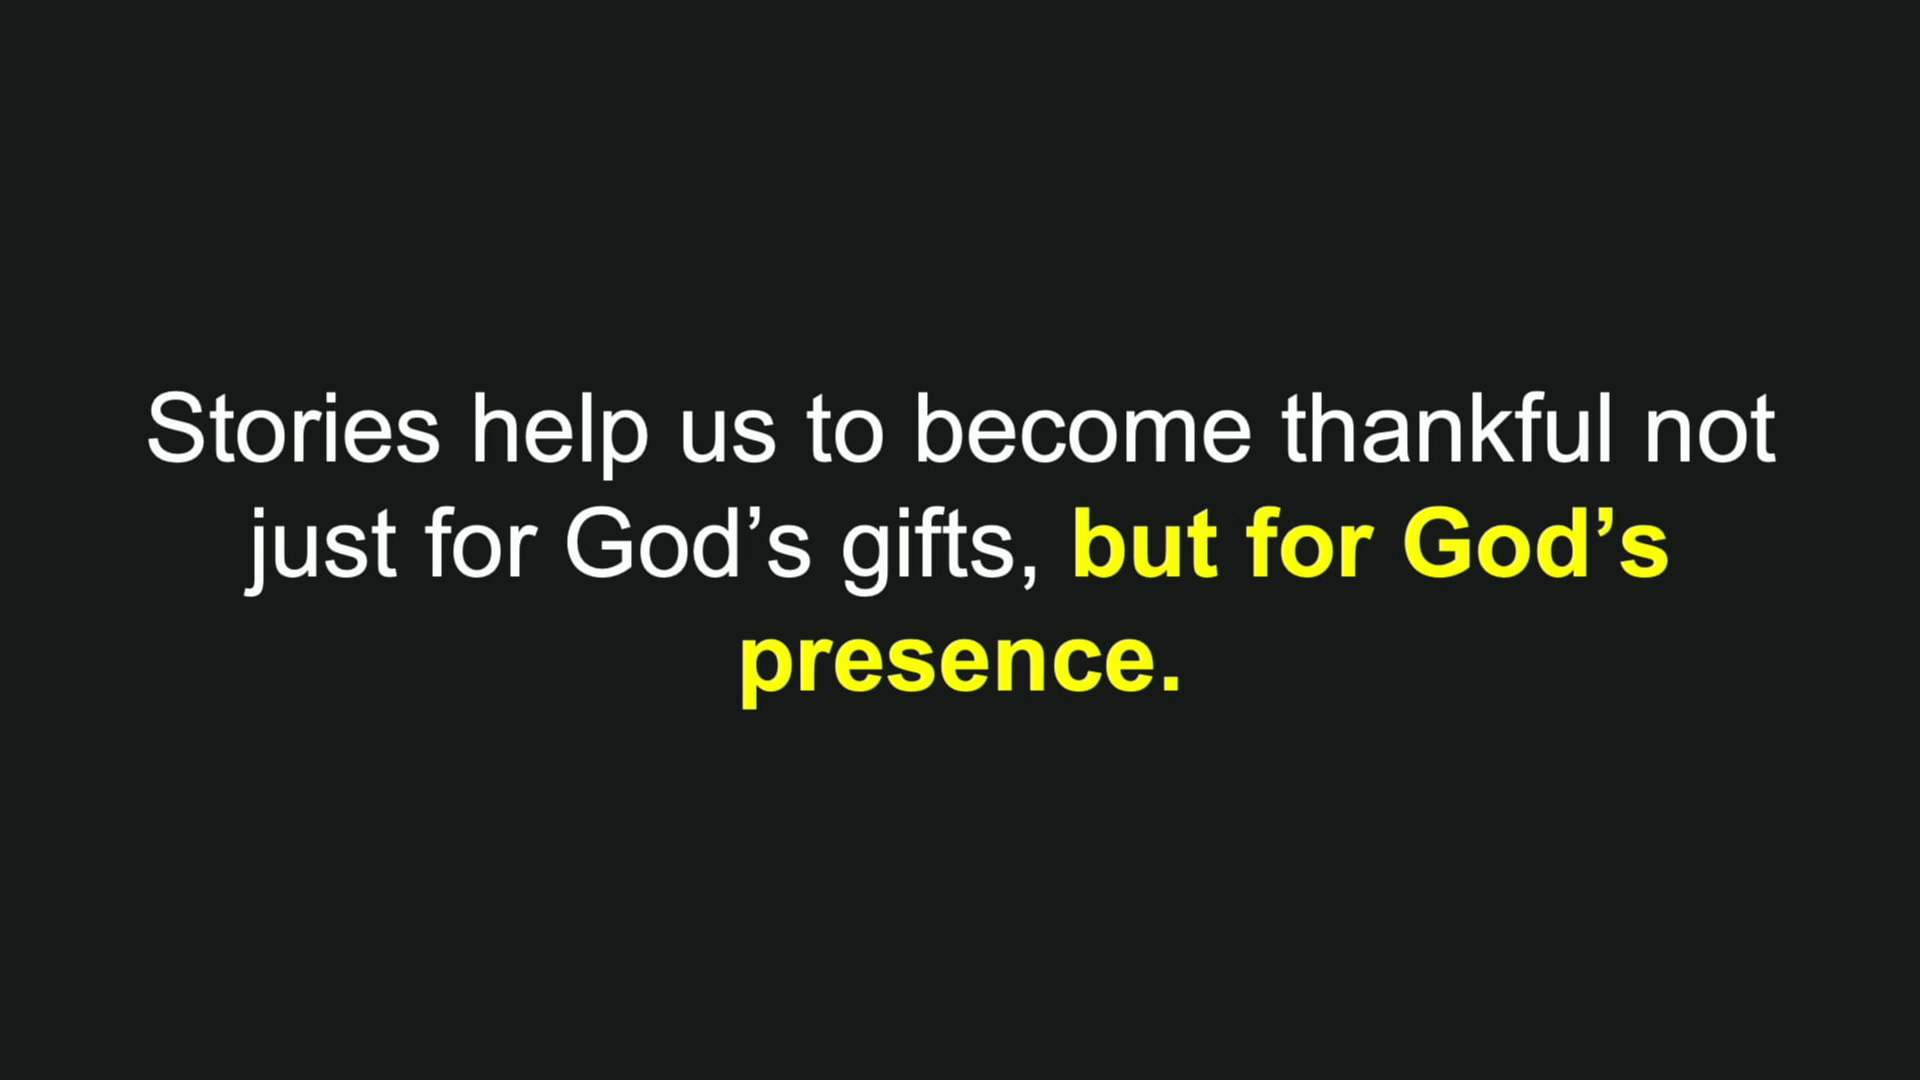 Stories help us to become thankful not
just for God’s gifts, but for God’s
presence.